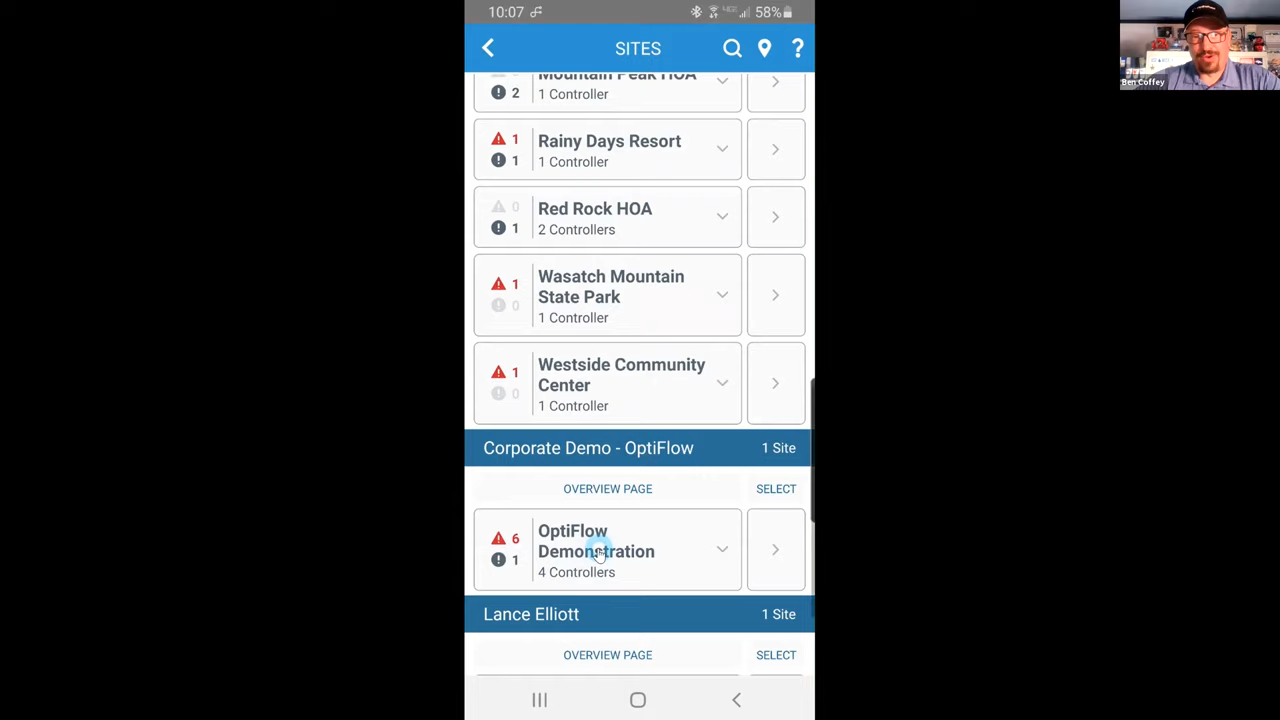 10:07
58%
SITES
Ben Coffey
Mountain Peak HOA
2
1 Controller
1
Rainy Days Resort
1
1 Controller
0
Red Rock HOA
1
2 Controllers
1
Wasatch Mountain
State Park
0
1 Controller
1
Westside Community
Center
0
1 Controller
Corporate Demo - OptiFlow
1 Site
OVERVIEW PAGE
SELECT
6
OptiFlow
Demonstration
1
4 Controllers
Lance Elliott
1 Site
OVERVIEW PAGE
SELECT